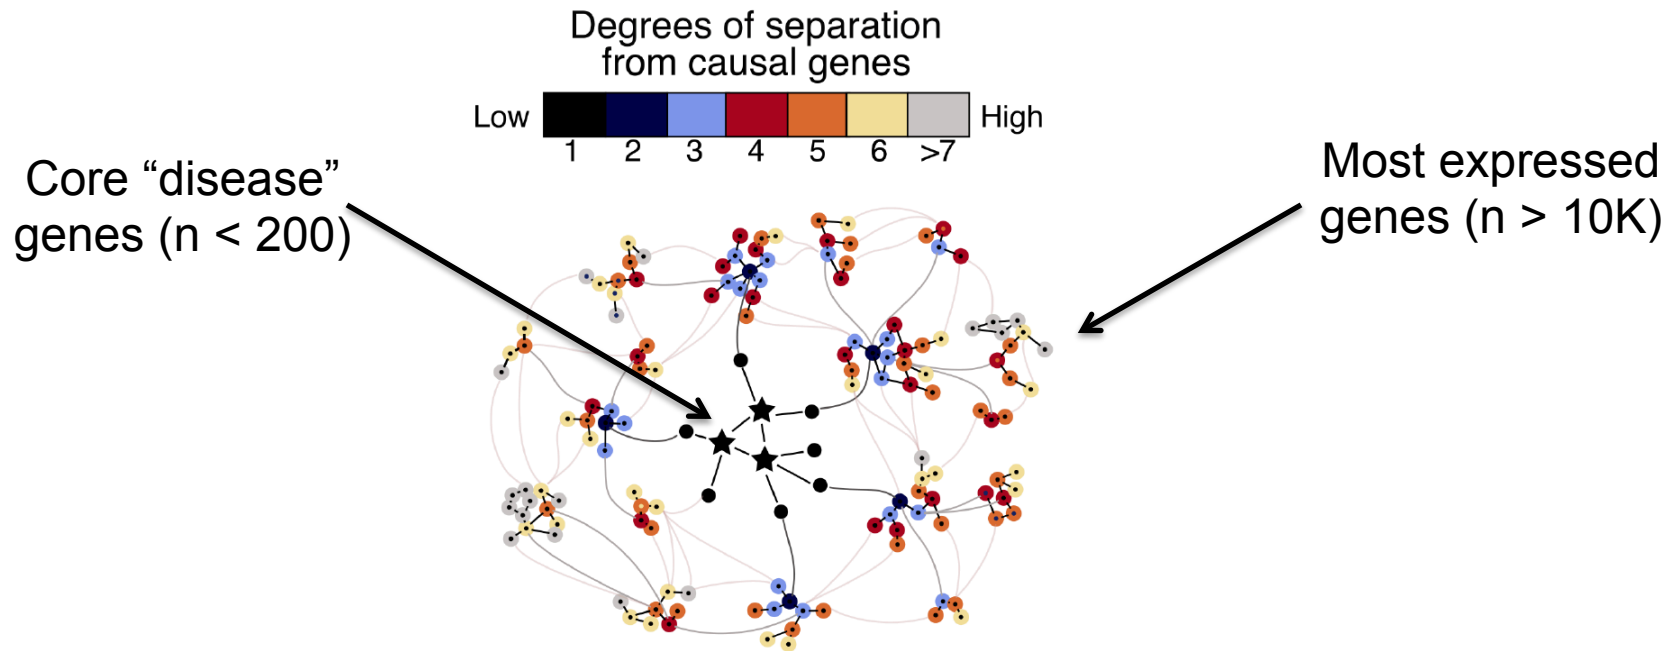 Degrees of separation
from causal genes
Low
High
1 2 3 4 5 6 >7
Core “disease”
genes (n < 200)
Most expressed
genes (n > 10K)